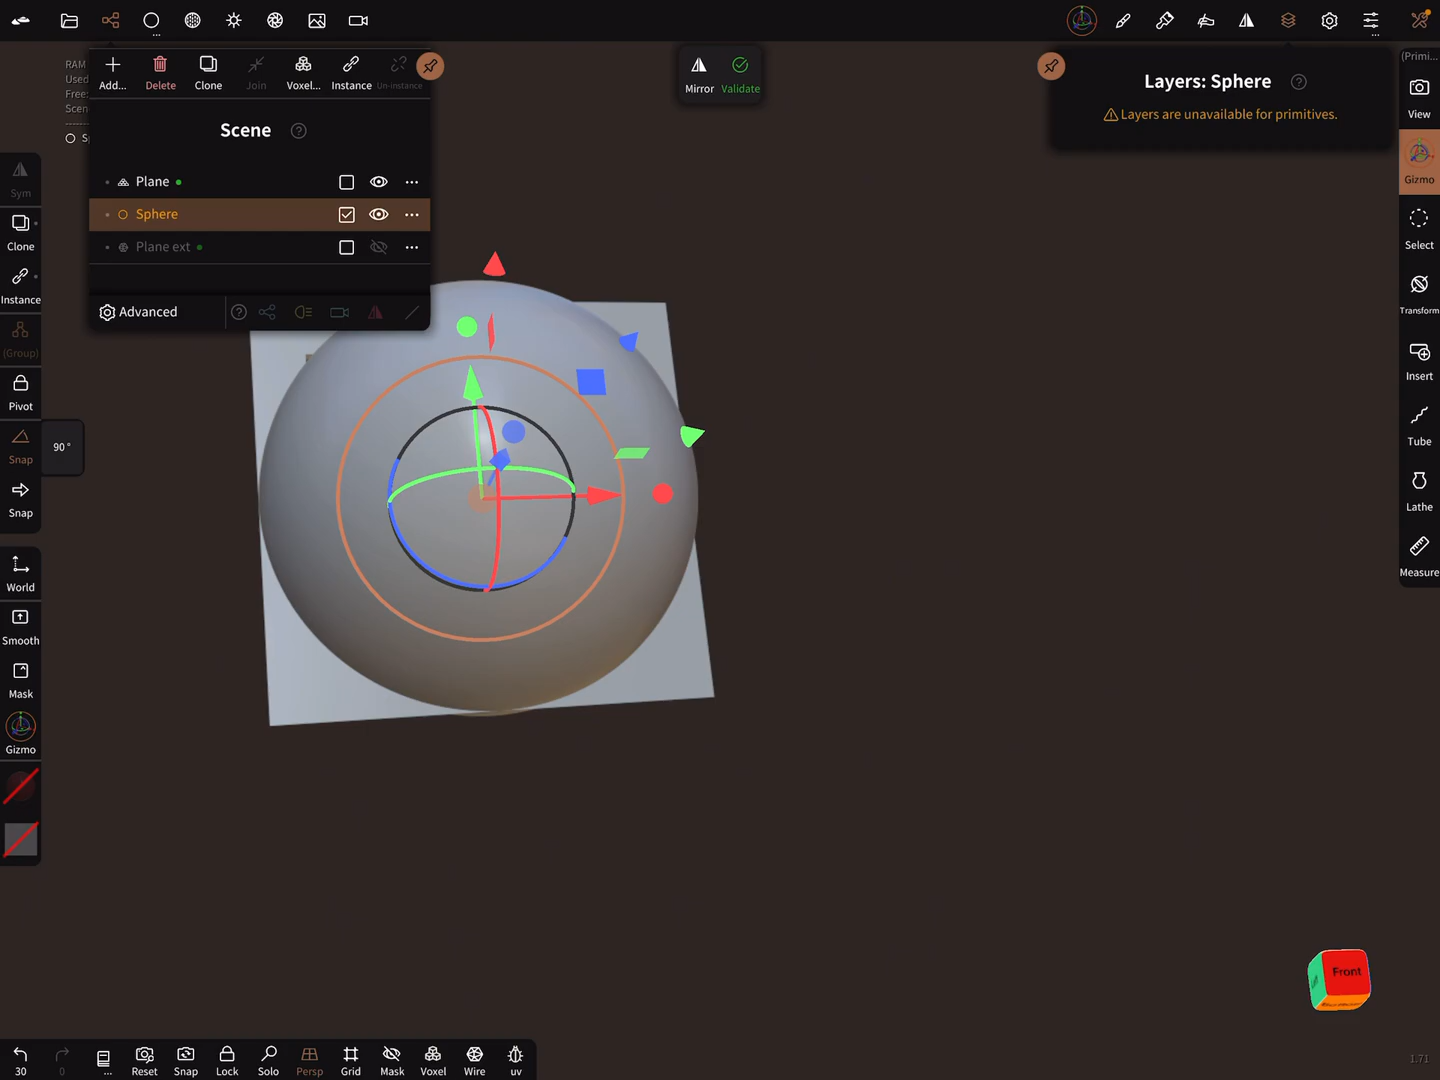 Add...
Delete
Clone
Join
Voxel...
Instance
Un-instance
Scene
Plane
Sphere
Plane ext
Advanced
RAM
Used
Free
Scen
Sp
Mirror
Validate
Layers: Sphere
Layers are unavailable for primitives.
(Primi...
View
Gizmo
Select
Transform
Insert
Tube
Lathe
Measure
Sym
Clone
Instance
(Group)
Pivot
Snap
90 °
Snap
World
Smooth
Mask
Gizmo
Front
30
0
...
Reset
Snap
Lock
Solo
Persp
Grid
Mask
Voxel
Wire
uv
1.71